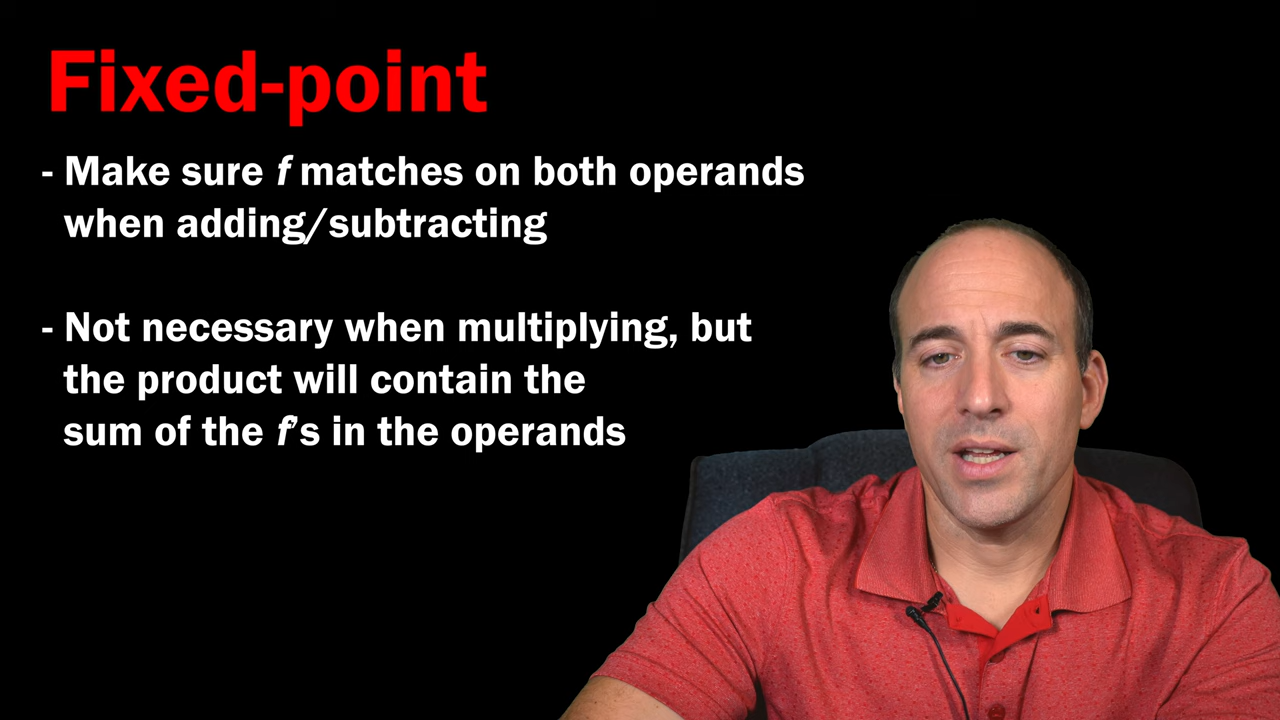 Fixed-point
- Make sure f matches on both operands
when adding/subtracting
- Not necessary when multiplying, but
the product will contain the
sum of the f's in the operands